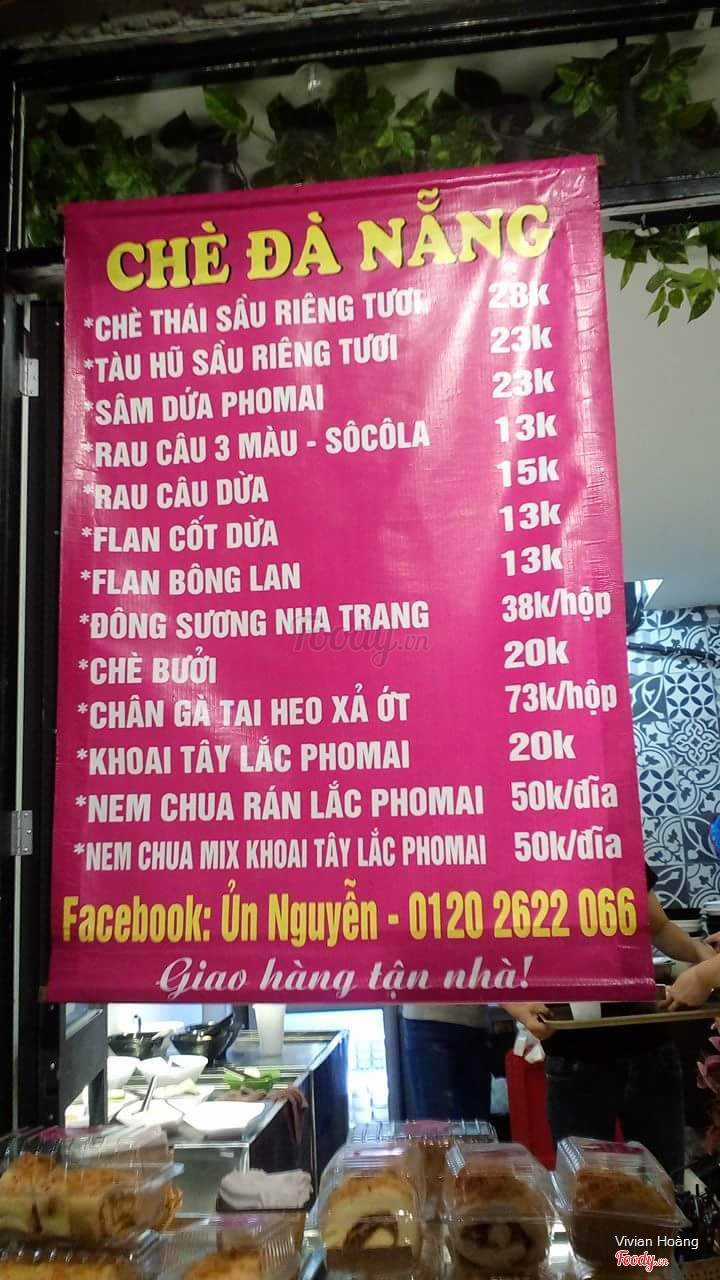 CHÈ ĐÀ NẴNG
*CHÈ THÁI SẦU RIÊNG TƯƠI 28k
*TÀU HŨ SẦU RIÊNG TƯƠI 23k
*SÂM DỨA PHOMAI 23k
*RAU CÂU 3 MÀU - SÔCÔLA 13k
*RAU CÂU DỪA 15k
*FLAN CỐT DỪA 13k
*FLAN BÔNG LAN 13k
*ĐÔNG SƯƠNG NHA TRANG 38k/hộp
*CHÈ BƯỞI 20k
*CHÂN GÀ TAI HEO XẢ ỚT 73k/hộp
*KHOAI TÂY LẮC PHOMAI 20k
*NEM CHUA RÁN LẮC PHOMAI 50k/đĩa
*NEM CHUA MIX KHOAI TÂY LẮC PHOMAI 50k/đĩa
Facebook: Ủn Nguyễn - 0120 2622 066
Giao hàng tận nhà!
Foody.vn
Vivian Hoàng
Foody.vn